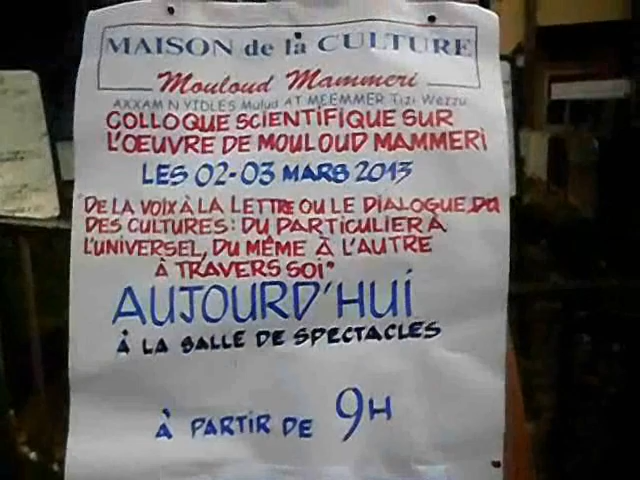 MAISON de la CULTURE
Mouloud Mammeri
AXXAM N YIDLES Mulud AT MEEMMER Tizi Wezzu
COLLOQUE SCIENTIFIQUE SUR
L'ŒUVRE DE MOULOUD MAMMERI
LES 02-03 MARS 2013
"DE LA VOIX À LA LETTRE OU LE DIALOGUE DU
DES CULTURES: DU PARTICULIER À
L'UNIVERSEL, DU MÊME À L'AUTRE
À TRAVERS SOI"
AUJOURD'HUI
À LA SALLE DE SPECTACLES
À PARTIR DE 9H